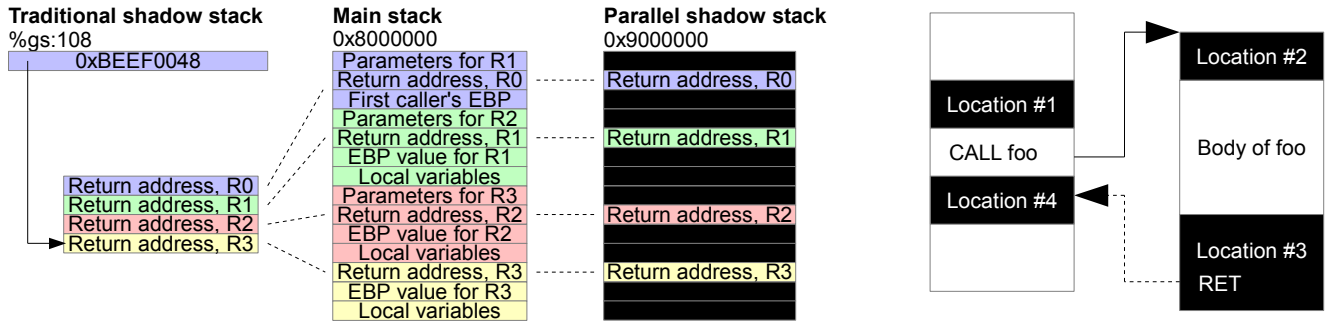 Traditional shadow stack
%gs:108
0xBEEF0048
Return address, R0
Return address, R1
Return address, R2
Return address, R3
Main stack
0x8000000
Parameters for R1
Return address, R0
First caller's EBP
Parameters for R2
Return address, R1
EBP value for R1
Local variables
Parameters for R3
Return address, R2
EBP value for R2
Local variables
Return address, R3
EBP value for R3
Local variables
Parallel shadow stack
0x9000000
Return address, R0
Return address, R1
Return address, R2
Return address, R3
Location #1
CALL foo
Location #4
Location #2
Body of foo
Location #3
RET